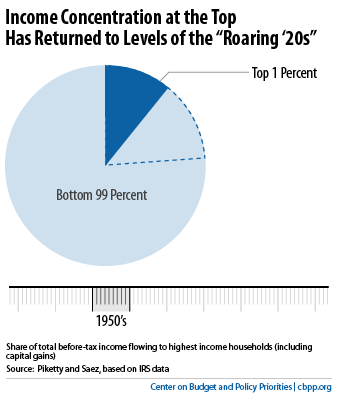 Income Concentration at the Top
Has Returned to Levels of the “Roaring ‘20s”
Top 1 Percent
Bottom 99 Percent
1950's
Share of total before-tax income flowing to highest income households (including
capital gains)
Source: Piketty and Saez, based on IRS data
Center on Budget and Policy Priorities | cbpp.org